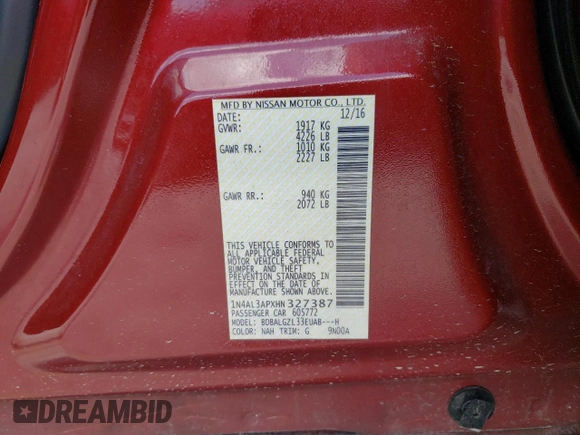 MFD BY NISSAN MOTOR CO., LTD.
DATE: 12/16
GVWR: 1917 KG
4226 LB
GAWR FR.: 1010 KG
2227 LB
GAWR RR.: 940 KG
2072 LB
THIS VEHICLE CONFORMS TO
ALL APPLICABLE FEDERAL
MOTOR VEHICLE SAFETY,
BUMPER, AND THEFT
PREVENTION STANDARDS IN
EFFECT ON THE DATE OF
MANUFACTURE SHOWN ABOVE.
1N4AL3APXHN327387
PASSENGER CAR 605772
MODEL: BDBALGZL33EUAB---H
COLOR: NAH TRIM: G 9N00A
DREAMBID